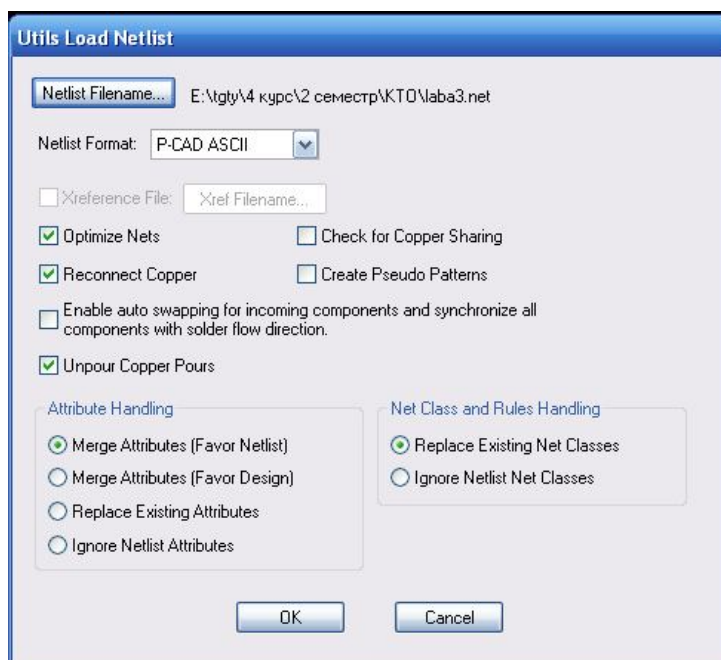 Utils Load Netlist
Netlist Filename... E:\tgty\4 курс\2 семестр\КТО\laba3.net
Netlist Format: P-CAD ASCII
Xreference File: Xref Filename...
Optimize Nets Check for Copper Sharing
Reconnect Copper Create Pseudo Patterns
Enable auto swapping for incoming components and synchronize all
components with solder flow direction.
Unpour Copper Pours
Attribute Handling Net Class and Rules Handling
Merge Attributes (Favor Netlist) Replace Existing Net Classes
Merge Attributes (Favor Design) Ignore Netlist Net Classes
Replace Existing Attributes
Ignore Netlist Attributes
OK Cancel